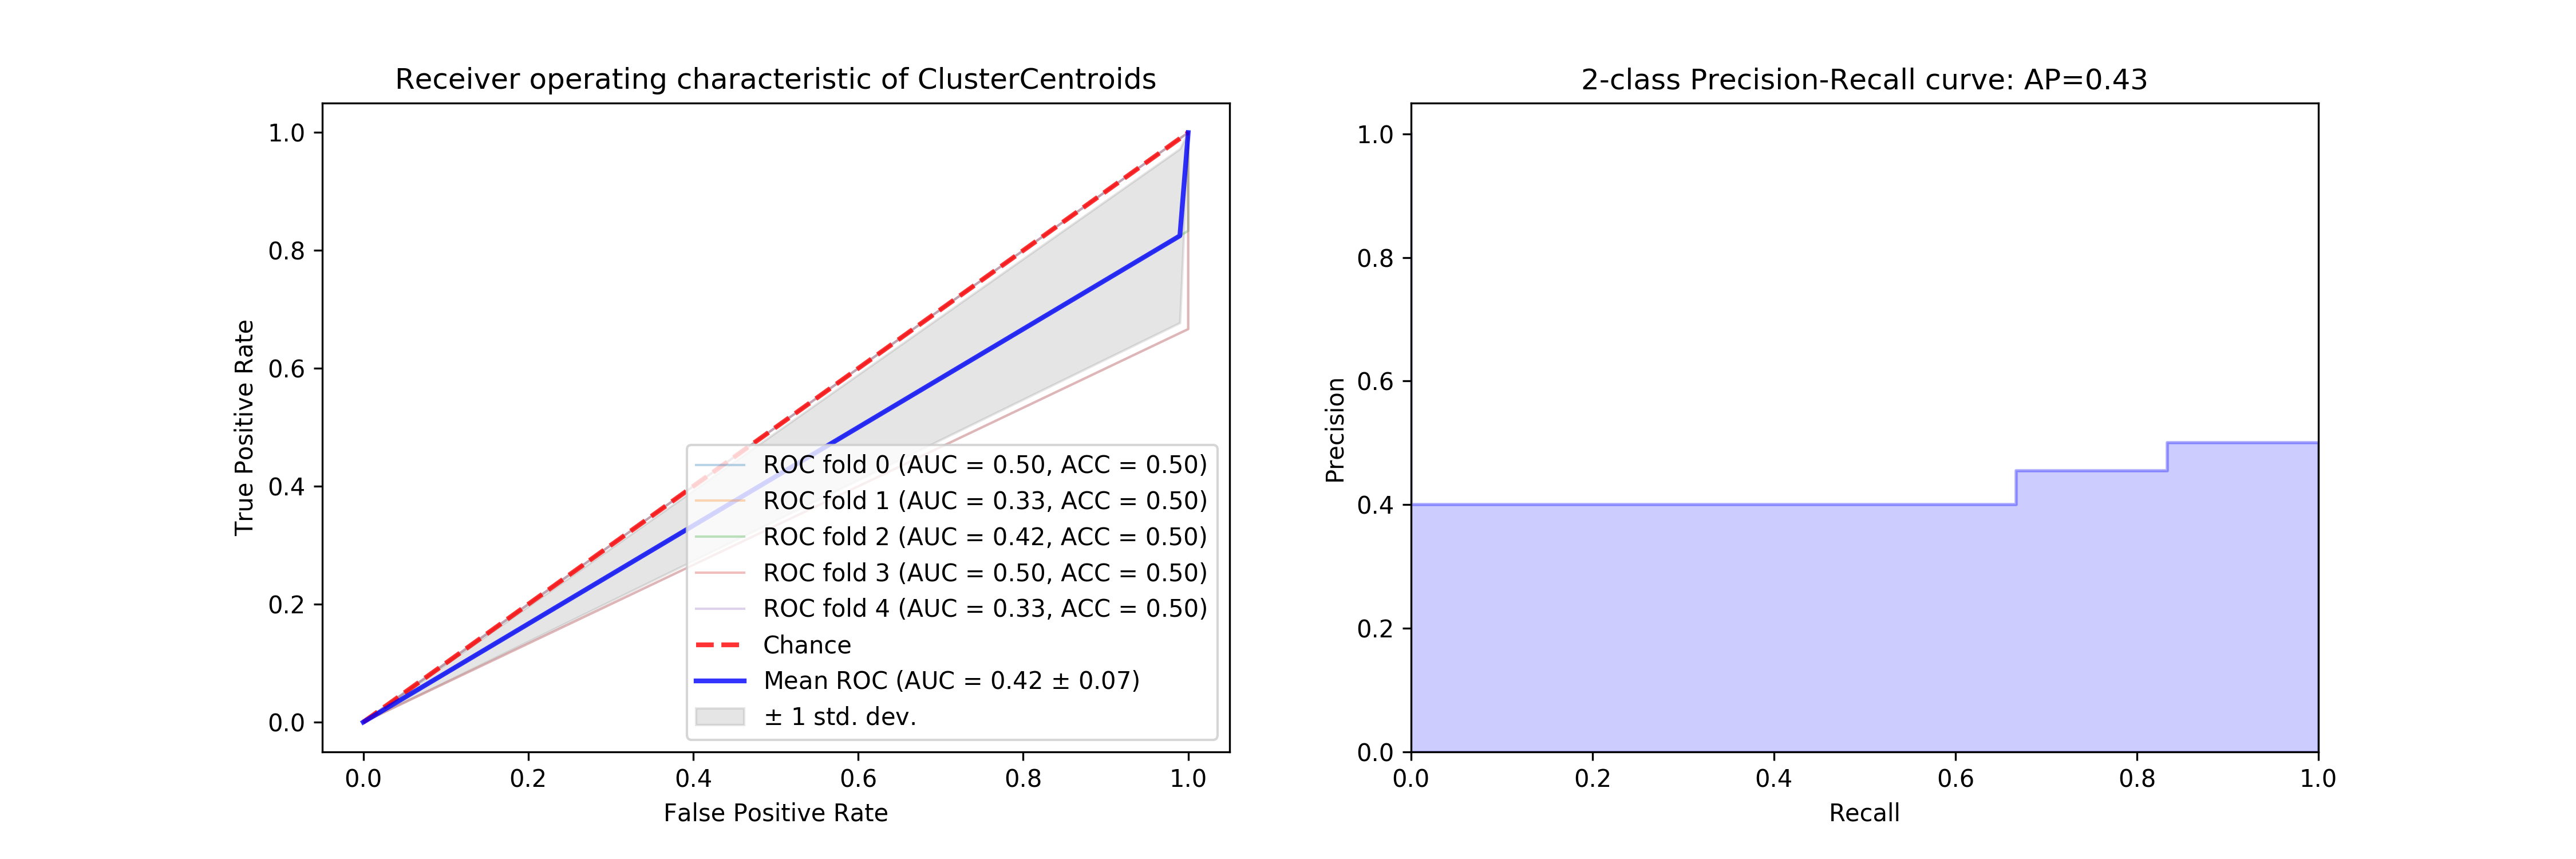 Receiver operating characteristic of ClusterCentroids
True Positive Rate
1.0
0.8
0.6
0.4
0.2
0.0
ROC fold 0 (AUC = 0.50, ACC = 0.50)
ROC fold 1 (AUC = 0.33, ACC = 0.50)
ROC fold 2 (AUC = 0.42, ACC = 0.50)
ROC fold 3 (AUC = 0.50, ACC = 0.50)
ROC fold 4 (AUC = 0.33, ACC = 0.50)
Chance
Mean ROC (AUC = 0.42 ± 0.07)
± 1 std. dev.
0.0 0.2 0.4 0.6 0.8 1.0
False Positive Rate
2-class Precision-Recall curve: AP=0.43
Precision
1.0
0.8
0.6
0.4
0.2
0.0
0.0 0.2 0.4 0.6 0.8 1.0
Recall